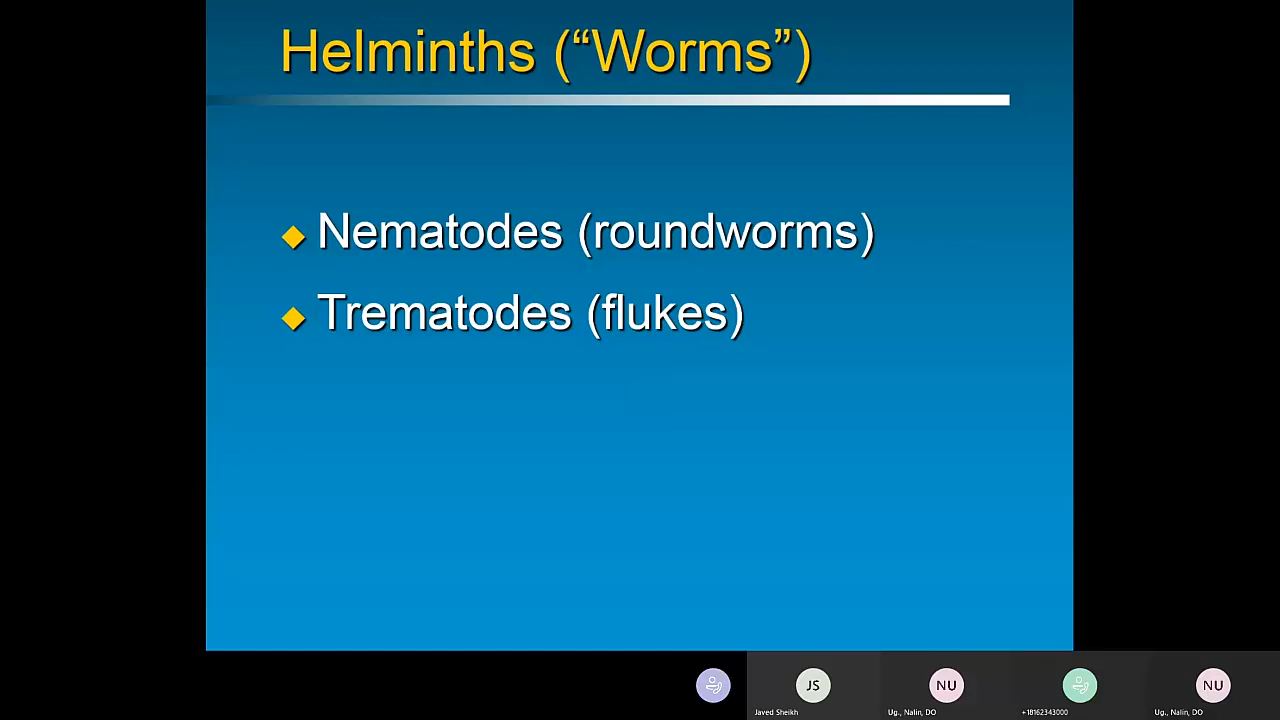 Helminths (“Worms”)
Nematodes (roundworms)
Trematodes (flukes)
JS
NU
NU
Javed Sheikh
Ug., Nalin, DO
+18162343000
Ug., Nalin, DO